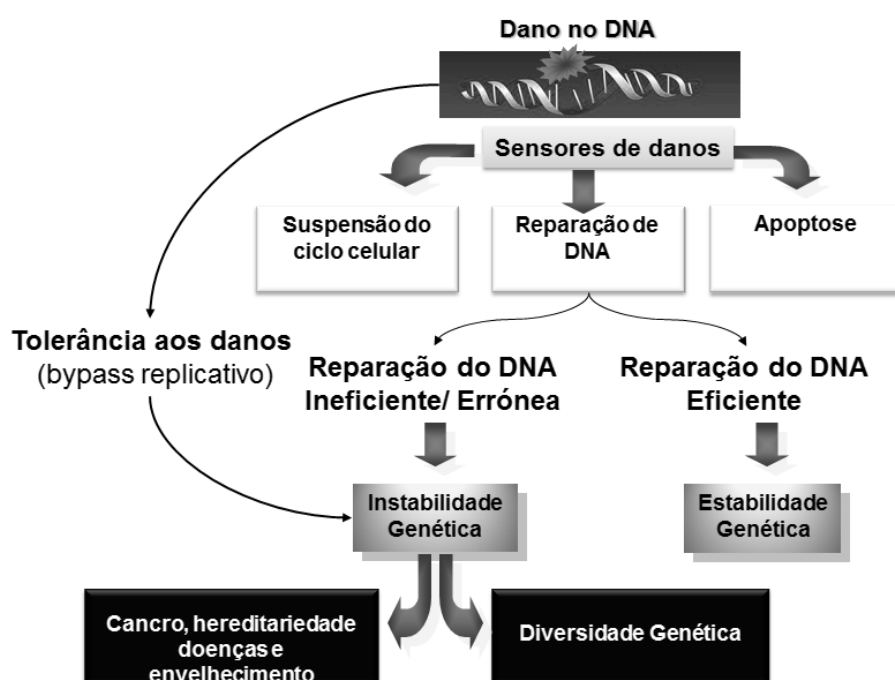 Dano no DNA
Sensores de danos
Suspensão do
ciclo celular
Reparação de
DNA
Apoptose
Tolerância aos danos
(bypass replicativo)
Reparação do DNA
Ineficiente/ Errónea
Reparação do DNA
Eficiente
Instabilidade
Genética
Estabilidade
Genética
Cancro, hereditariedade
doenças e
envelhecimento
Diversidade Genética